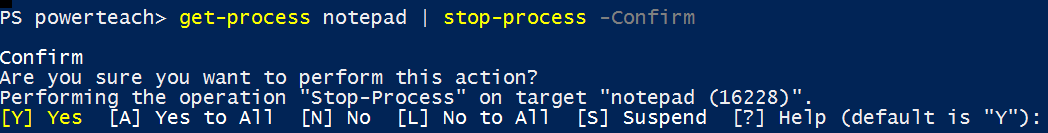 PS powerteach> get-process notepad | stop-process -Confirm
Confirm
Are you sure you want to perform this action?
Performing the operation "Stop-Process" on target "notepad (16228)".
[Y] Yes  [A] Yes to All  [N] No  [L] No to All  [S] Suspend  [?] Help (default is "Y"):